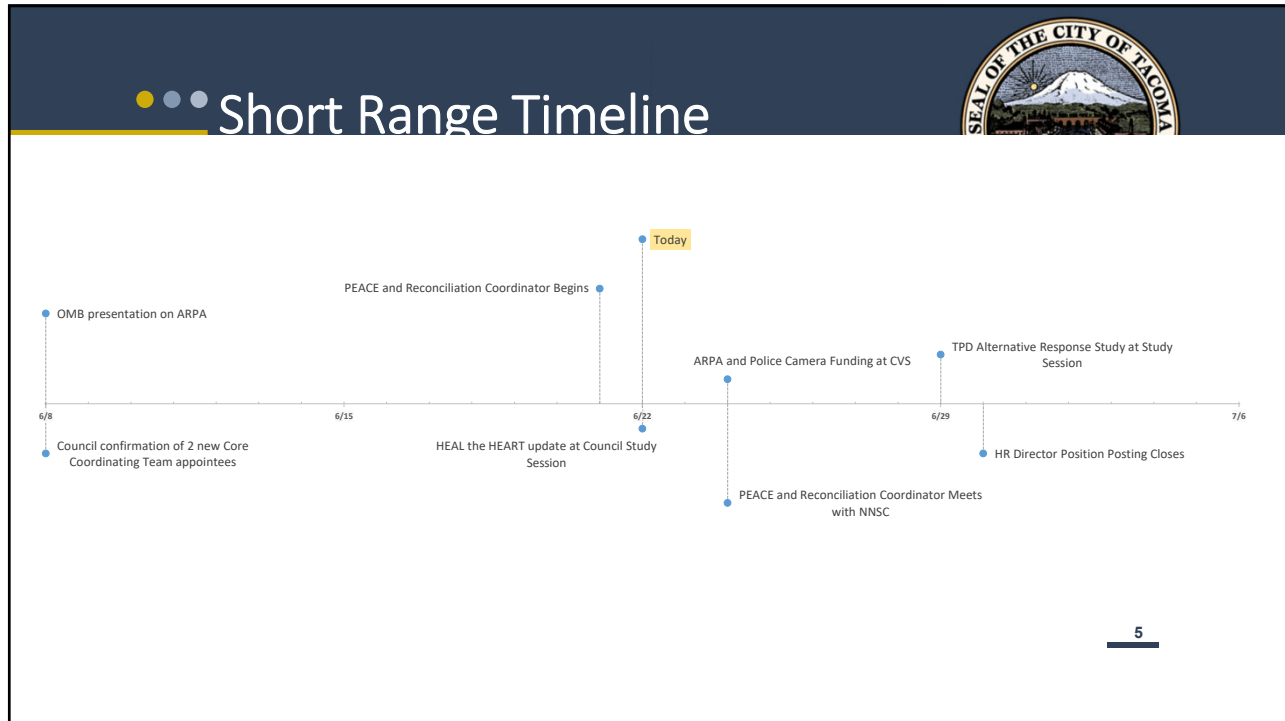 Short Range Timeline
SEAL OF THE CITY OF TACOMA
Today
PEACE and Reconciliation Coordinator Begins
OMB presentation on ARPA
TPD Alternative Response Study at Study
Session
ARPA and Police Camera Funding at CVS
6/8
6/15
6/22
6/29
7/6
Council confirmation of 2 new Core
Coordinating Team appointees
HEAL the HEART update at Council Study
Session
HR Director Position Posting Closes
PEACE and Reconciliation Coordinator Meets
with NNSC
5